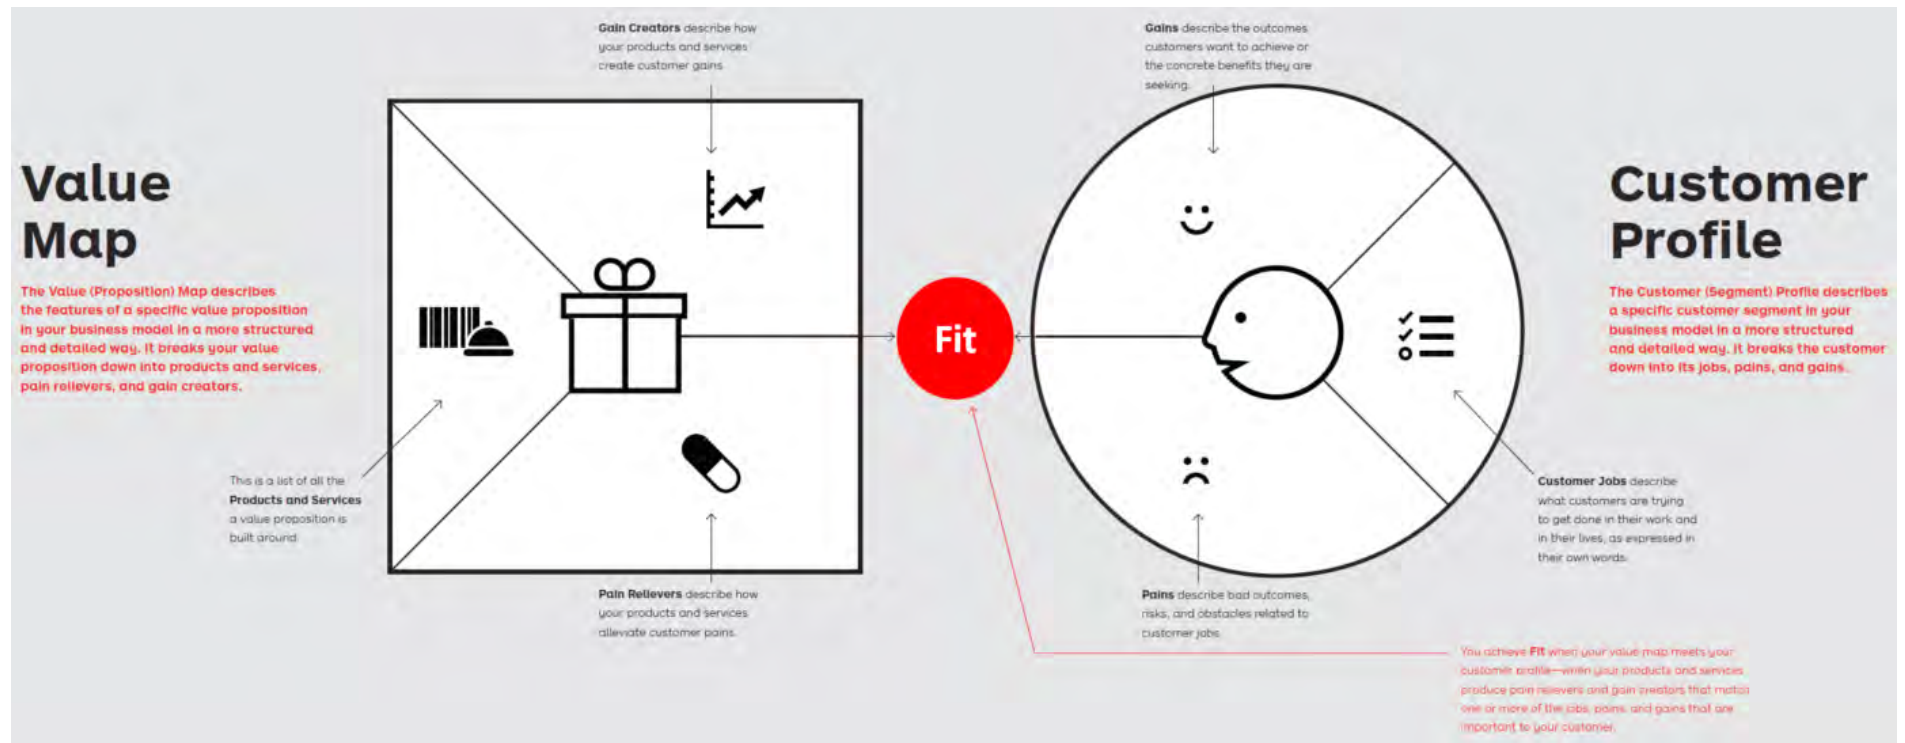 Gain Creators describe how
your products and services
create customer gains.
Gains describe the outcomes
customers want to achieve or
the concrete benefits they are
seeking.
Value
Map
The Value (Proposition) Map describes
the features of a specific value proposition
in your business model in a more structured
and detailed way. It breaks your value
proposition down into products and services,
pain relievers, and gain creators.
Fit
Customer
Profile
The Customer (Segment) Profile describes
a specific customer segment in your
business model in a more structured
and detailed way. It breaks the customer
down into its jobs, pains, and gains.
This is a list of all the
Products and Services
a value proposition is
built around.
Customer Jobs describe
what customers are trying
to get done in their work and
in their lives, as expressed in
their own words.
Pain Relievers describe how
your products and services
alleviate customer pains.
Pains describe bad outcomes,
risks, and obstacles related to
customer jobs.
You achieve Fit when your value map meets your
customer profile—when your products and services
produce pain relievers and gain creators that match
one or more of the jobs, pains, and gains that are
important to your customer.